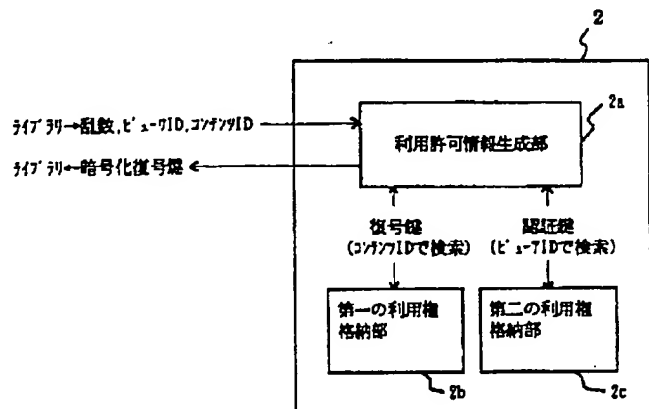 2
2a
ライブラリ→乱数,ビューワID,コンテンツID
利用許可情報生成部
ライブラリ←暗号化復号鍵
復号鍵
(コンテンツIDで検索)
認証鍵
(ビューワIDで検索)
第一の利用権
格納部
第二の利用権
格納部
2b
2c